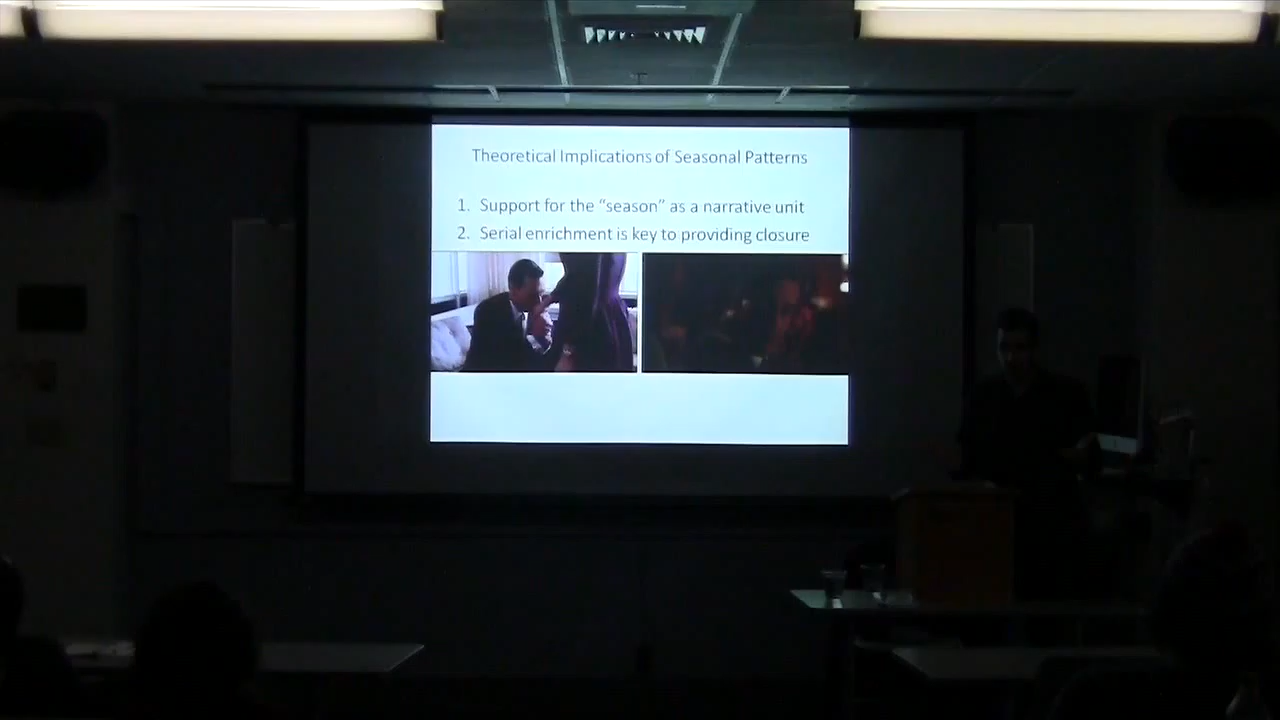 Theoretical Implications of Seasonal Patterns
1. Support for the “season” as a narrative unit
2. Serial enrichment is key to providing closure